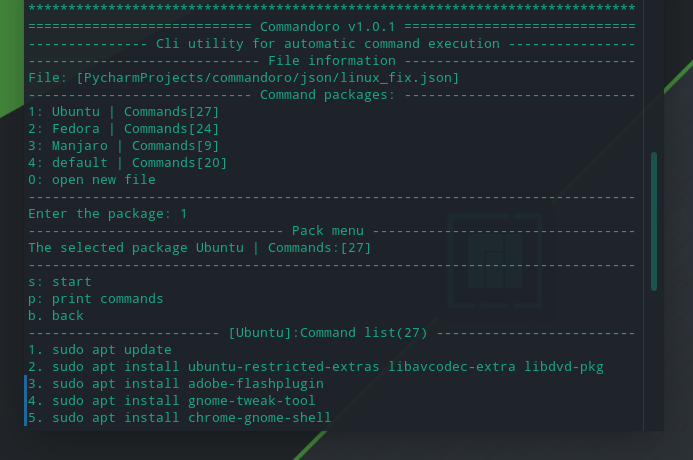 ****************************************************************************
============================ Commandoro v1.0.1 =============================
--------------- Cli utility for automatic command execution ----------------
----------------------------- File information -----------------------------
File: [PycharmProjects/commandoro/json/linux_fix.json]
---------------------------- Command packages: -----------------------------
1: Ubuntu | Commands[27]
2: Fedora | Commands[24]
3: Manjaro | Commands[9]
4: default | Commands[20]
0: open new file
----------------------------------------------------------------------------
Enter the package: 1
-------------------------------- Pack menu ---------------------------------
The selected package Ubuntu | Commands:[27]
----------------------------------------------------------------------------
s: start
p: print commands
b. back
------------------------ [Ubuntu]:Command list(27) -------------------------
1. sudo apt update
2. sudo apt install ubuntu-restricted-extras libavcodec-extra libdvd-pkg
3. sudo apt install adobe-flashplugin
4. sudo apt install gnome-tweak-tool
5. sudo apt install chrome-gnome-shell